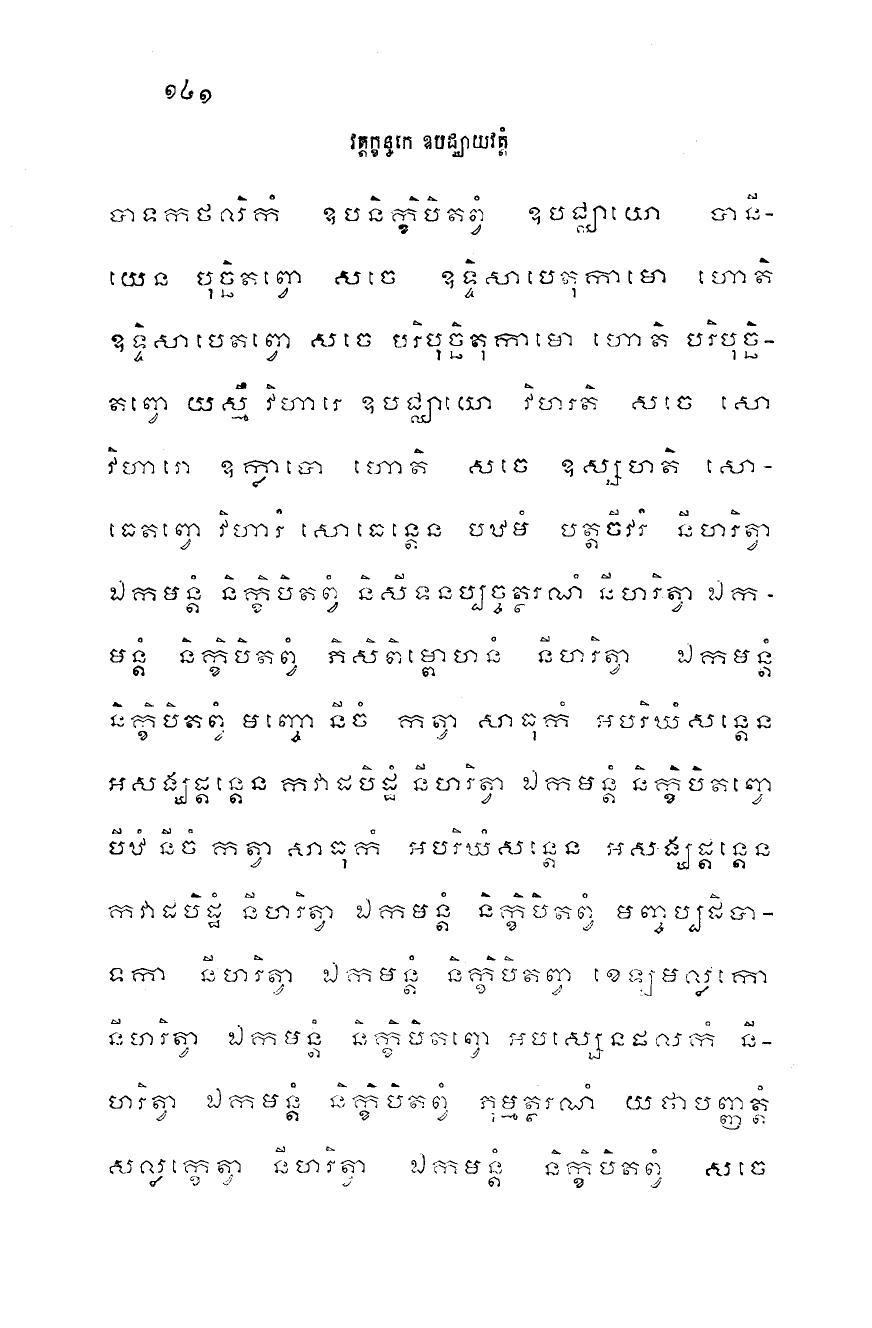 ១៤១
វត្តក្ខន្ធកេ ឧបជ្ឈាយវត្តំ
បាទកថលិកំ ឧបនិក្ខិបិតព្វំ ឧបជ្ឈាយោ បានី-
យេន បុច្ឆិតព្វោ សចេ ឧទ្ទិសាបេតុកាមោ ហោតិ
ឧទ្ទិសាបេតព្វោ សចេ បរិបុច្ឆិតុកាមោ ហោតិ បរិបុច្ឆិ-
តព្វោ យស្មឹ វិហារេ ឧបជ្ឈាយោ វិហរតិ សចេ សោ
វិហារោ ឧក្លាបោ ហោតិ សចេ ឧស្សហតិ សោ-
ធេតព្វោ វិហារំ សោធេន្តេន បឋមំ បត្តចីវរំ នីហរិត្វា
ឯកមន្តំ និក្ខិបិតព្វំ និសីទនប្បច្ចត្ថរណំ នីហរិត្វា ឯក-
មន្តំ និក្ខិបិតព្វំ ភិសិពិម្ពោហនំ នីហរិត្វា ឯកមន្តំ
និក្ខិបិតព្វំ មញ្ចោ នីចំ កត្វា សាធុកំ អបរិឃំសន្តេន
អសង្ឃដ្តន្តេន កវាដបិដ្ឋំ នីហរិត្វា ឯកមន្តំ និក្ខិបិតព្វោ
បីឋំ នីចំ កត្វា សាធុកំ អបរិឃំសន្តេន អសង្ឃដ្តន្តេន
កវាដបិដ្ឋំ នីហរិត្វា ឯកមន្តំ និក្ខិបិតព្វំ មញ្ចប្បដិបា-
ទកា នីហរិត្វា ឯកមន្តំ និក្ខិបិតព្វា ខេឡមល្លកោ
នីហរិត្វា ឯកមន្តំ និក្ខិបិតព្វោ អបស្សេនផលកំ នី-
ហរិត្វា ឯកមន្តំ និក្ខិបិតព្វំ ភុម្មត្ថរណំ យថាបញ្ញត្តំ
សល្លក្ខេត្វា នីហរិត្វា ឯកមន្តំ និក្ខិបិតព្វំ សចេ